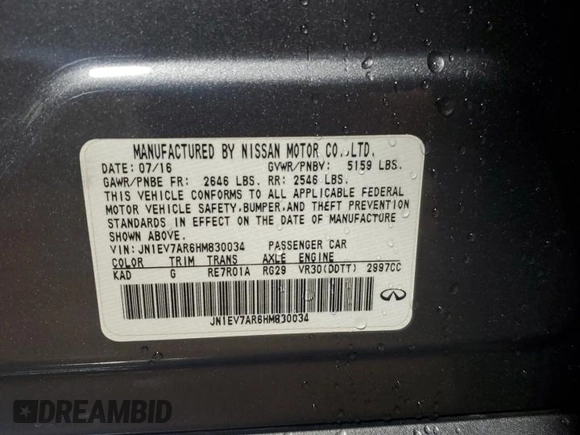 MANUFACTURED BY NISSAN MOTOR CO.,LTD.
DATE: 07/16 GVWR/PNBV: 5159 LBS.
GAWR/PNBE FR: 2646 LBS. RR: 2546 LBS.
THIS VEHICLE CONFORMS TO ALL APPLICABLE FEDERAL
MOTOR VEHICLE SAFETY,BUMPER,AND THEFT PREVENTION
STANDARDS IN EFFECT ON THE DATE OF MANUFACTURE
SHOWN ABOVE.
VIN:JN1EV7AR6HM830034 PASSENGER CAR
COLOR TRIM TRANS AXLE ENGINE
KAD G RE7R01A RG29 VR30(DDTT) 2997CC
JN1EV7AR6HM830034
DREAMBID